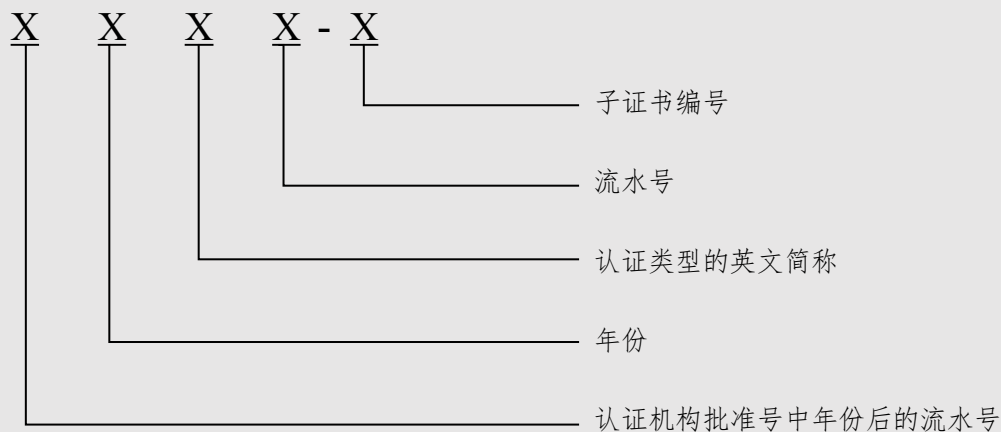 X X X X - X
子证书编号
流水号
认证类型的英文简称
年份
认证机构批准号中年份后的流水号